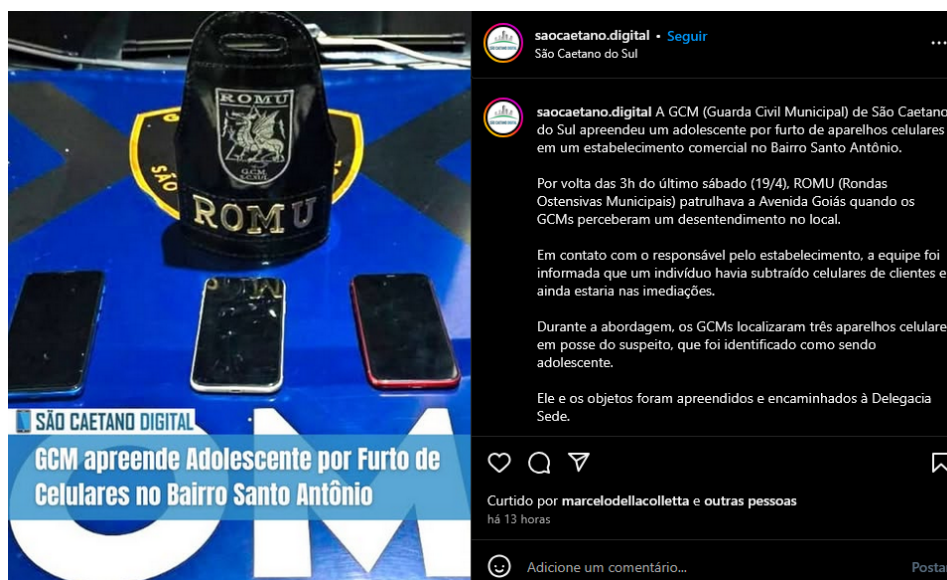 ROMU
G.C.M
S.C.SUL
ROMU
SÃO
OM
SÃO CAETANO DIGITAL
GCM apreende Adolescente por Furto de
Celulares no Bairro Santo Antônio
saocaetano.digital • Seguir
São Caetano do Sul
saocaetano.digital A GCM (Guarda Civil Municipal) de São Caetano
do Sul apreendeu um adolescente por furto de aparelhos celulares
em um estabelecimento comercial no Bairro Santo Antônio.
Por volta das 3h do último sábado (19/4), ROMU (Rondas
Ostensivas Municipais) patrulhava a Avenida Goiás quando os
GCMs perceberam um desentendimento no local.
Em contato com o responsável pelo estabelecimento, a equipe foi
informada que um indivíduo havia subtraído celulares de clientes e
ainda estaria nas imediações.
Durante a abordagem, os GCMs localizaram três aparelhos celulare
em posse do suspeito, que foi identificado como sendo
adolescente.
Ele e os objetos foram apreendidos e encaminhados à Delegacia
Sede.
Curtido por marcelodellacolletta e outras pessoas
há 13 horas
Adicione um comentário...
Posta